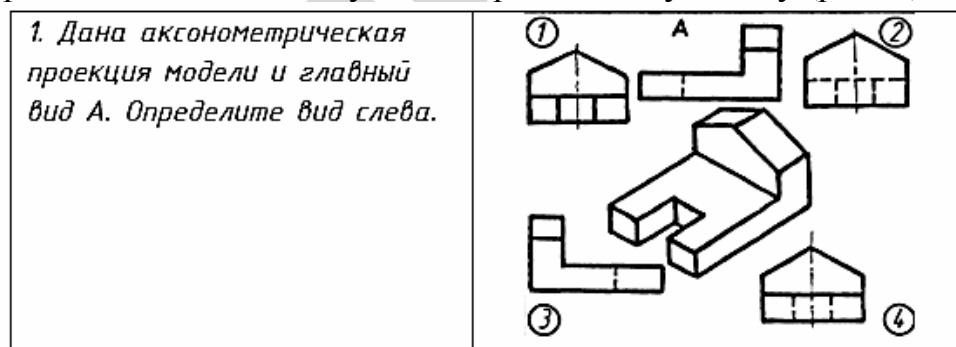 1. Дана аксонометрическая
проекция модели и главный
вид А. Определите вид слева.
1
А
2
3
4